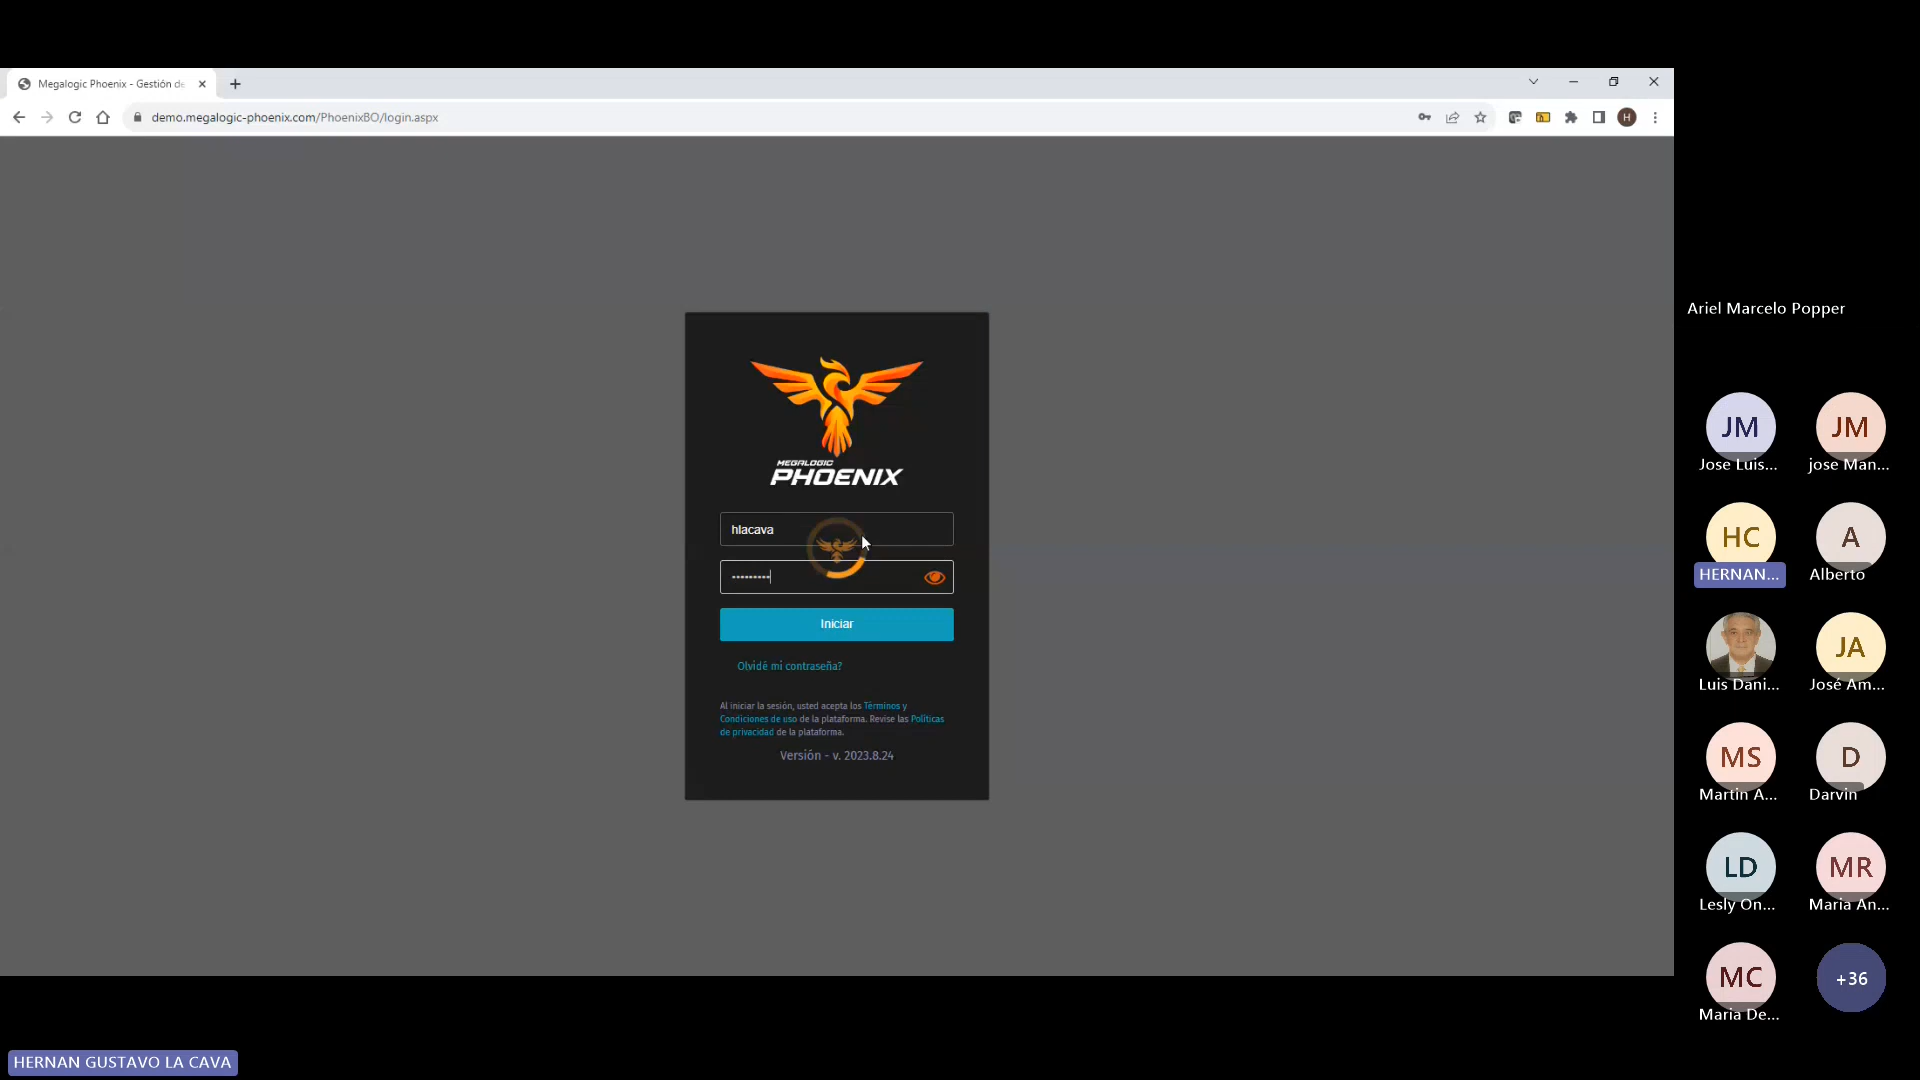 Megalogic Phoenix - Gestión de
demo.megalogic-phoenix.com/PhoenixBO/login.aspx
H
MEGALOGIC
PHOENIX
hlacava
Iniciar
Olvidé mi contraseña?
Al iniciar la sesión, usted acepta los Términos y
Condiciones de uso de la plataforma. Revise las Políticas
de privacidad de la plataforma.
Versión - v. 2023.8.24
Ariel Marcelo Popper
JM
Jose Luis...
JM
jose Man...
HC
HERNAN...
A
Alberto
Luis Dani...
JA
José Am...
MS
Martin A...
D
Darvin
LD
Lesly On...
MR
Maria An...
MC
Maria De...
+36
HERNAN GUSTAVO LA CAVA